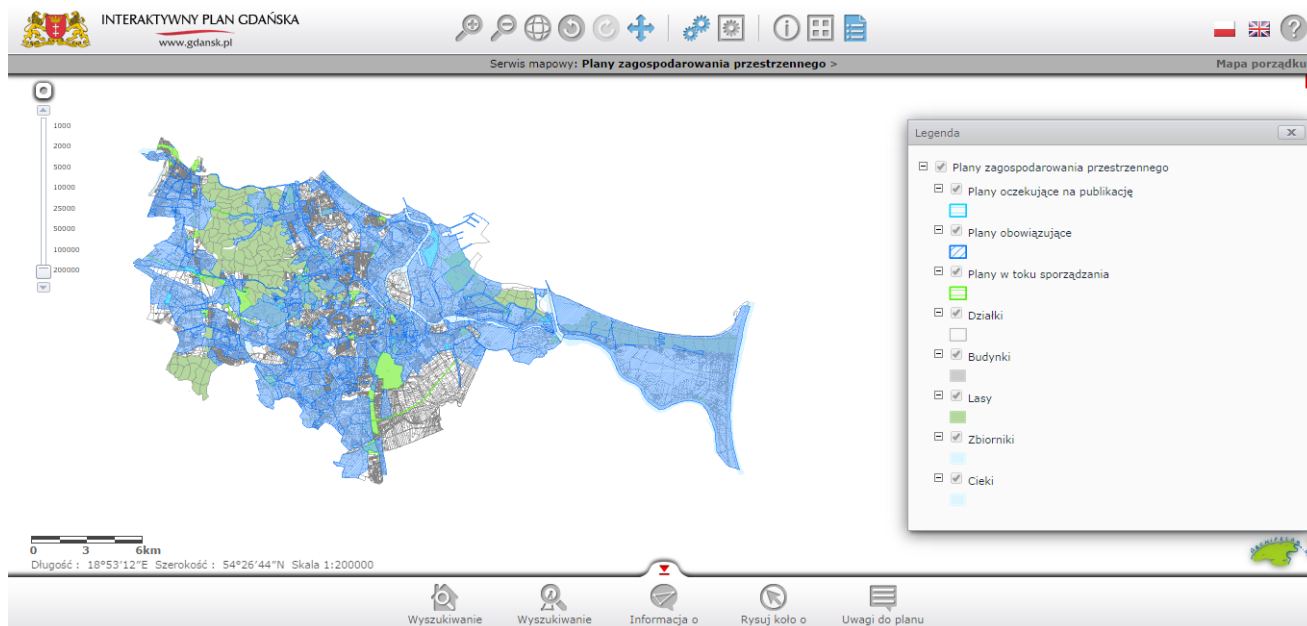 INTERAKTYWNY PLAN GDAŃSKA
www.gdansk.pl
Serwis mapowy: Plany zagospodarowania przestrzennego >
Mapa porządku
1000
2000
5000
10000
25000
50000
100000
200000
Legenda
Plany zagospodarowania przestrzennego
Plany oczekujące na publikację
Plany obowiązujące
Plany w toku sporządzania
Działki
Budynki
Lasy
Zbiorniki
Cieki
0 3 6km
Długość : 18°53'12"E Szerokość : 54°26'44"N Skala 1:200000
Wyszukiwanie
Wyszukiwanie
Informacja o
Rysuj koło o
Uwagi do planu